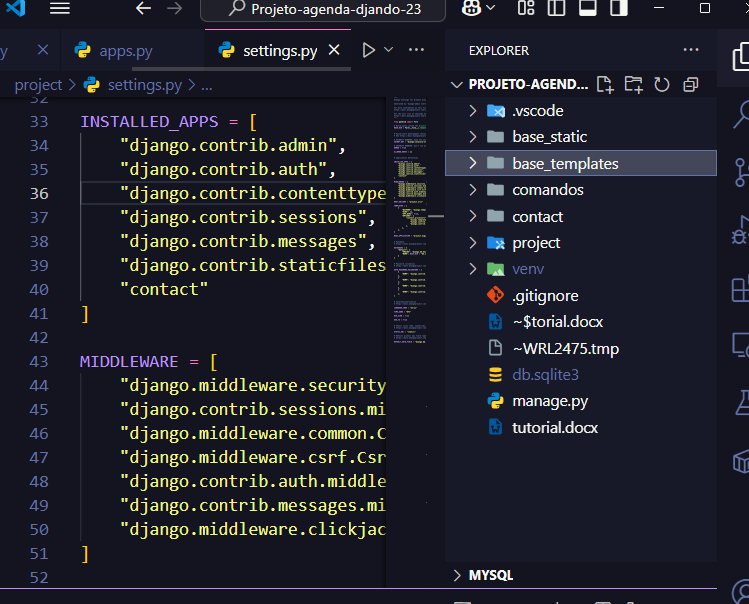 Projeto-agenda-djando-23
y
apps.py
settings.py
project > settings.py > ...
32
33 INSTALLED_APPS = [
34 "django.contrib.admin",
35 "django.contrib.auth",
36 "django.contrib.contenttype
37 "django.contrib.sessions",
38 "django.contrib.messages",
39 "django.contrib.staticfiles
40 "contact"
41 ]
42
43 MIDDLEWARE = [
44 "django.middleware.security
45 "django.contrib.sessions.mi
46 "django.middleware.common.C
47 "django.middleware.csrf.Csr
48 "django.contrib.auth.middle
49 "django.contrib.messages.mi
50 "django.middleware.clickjac
51 ]
52
EXPLORER
PROJETO-AGEND...
.vscode
base_static
base_templates
comandos
contact
project
venv
.gitignore
~$torial.docx
~WRL2475.tmp
db.sqlite3
manage.py
tutorial.docx
MYSQL